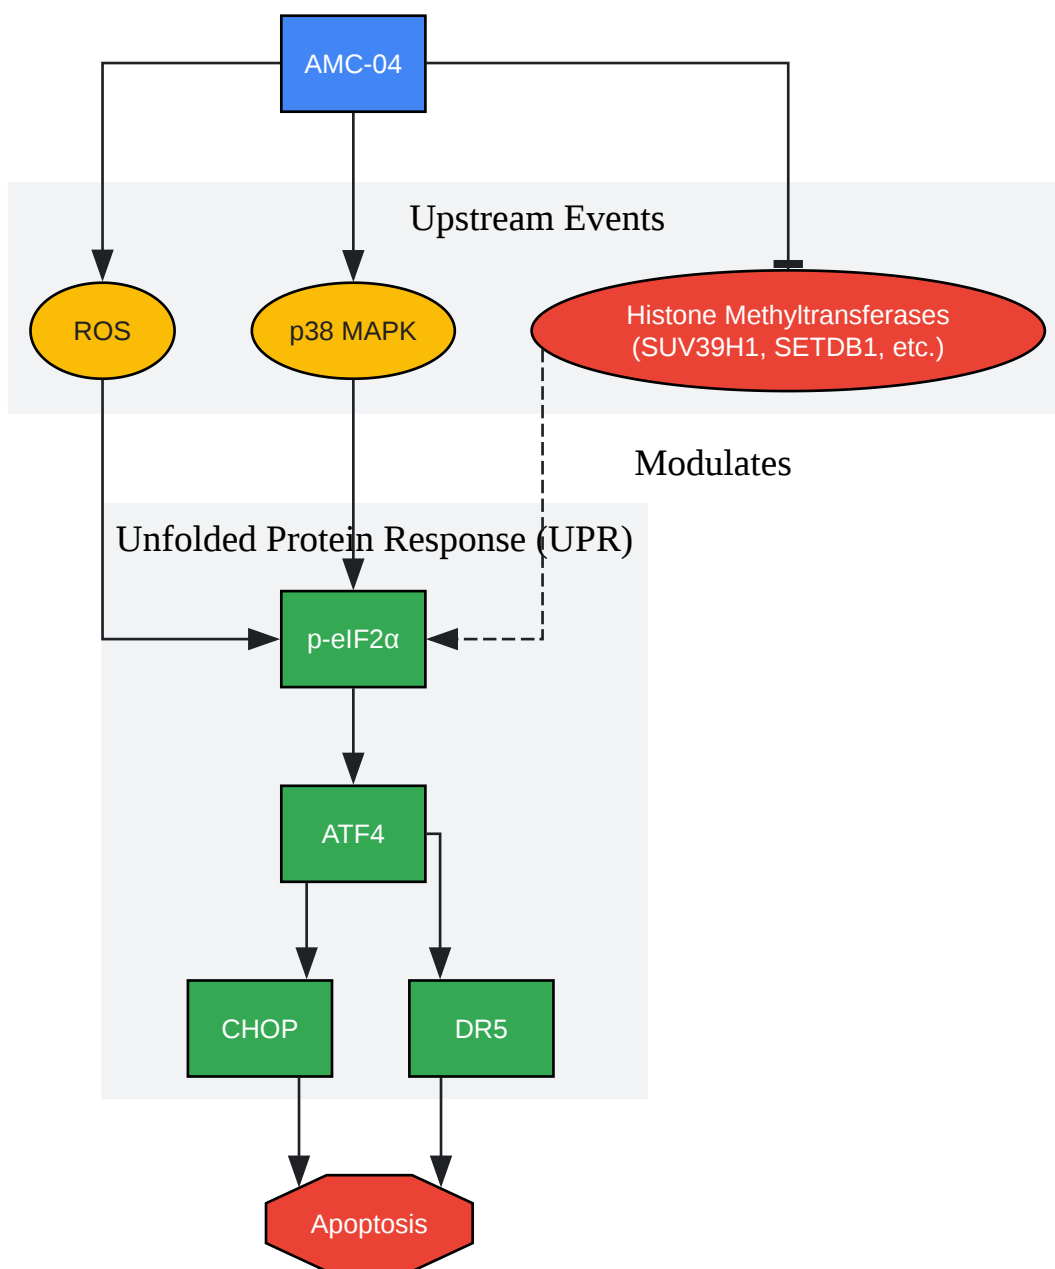 AMC-04
Upstream Events
ROS
p38 MAPK
Histone Methyltransferases
(SUV39H1, SETDB1, etc.)
Modulates
Unfolded Protein Response (UPR)
p-eIF2α
ATF4
CHOP
DR5
Apoptosis